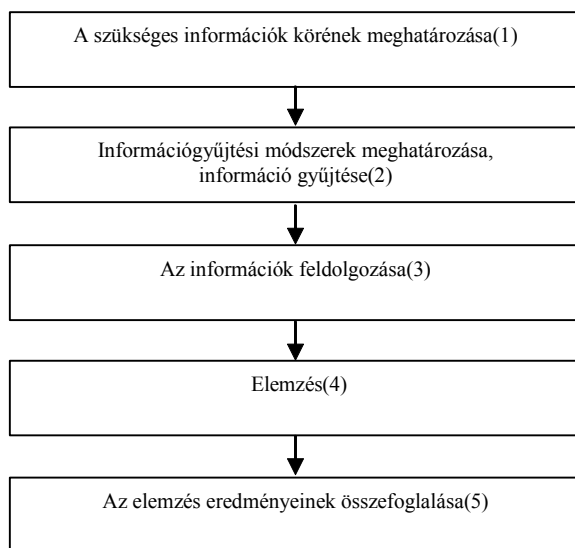 A szükséges információk körének meghatározása(1)
Információgyűjtési módszerek meghatározása,
információ gyűjtése(2)
Az információk feldolgozása(3)
Elemzés(4)
Az elemzés eredményeinek összefoglalása(5)